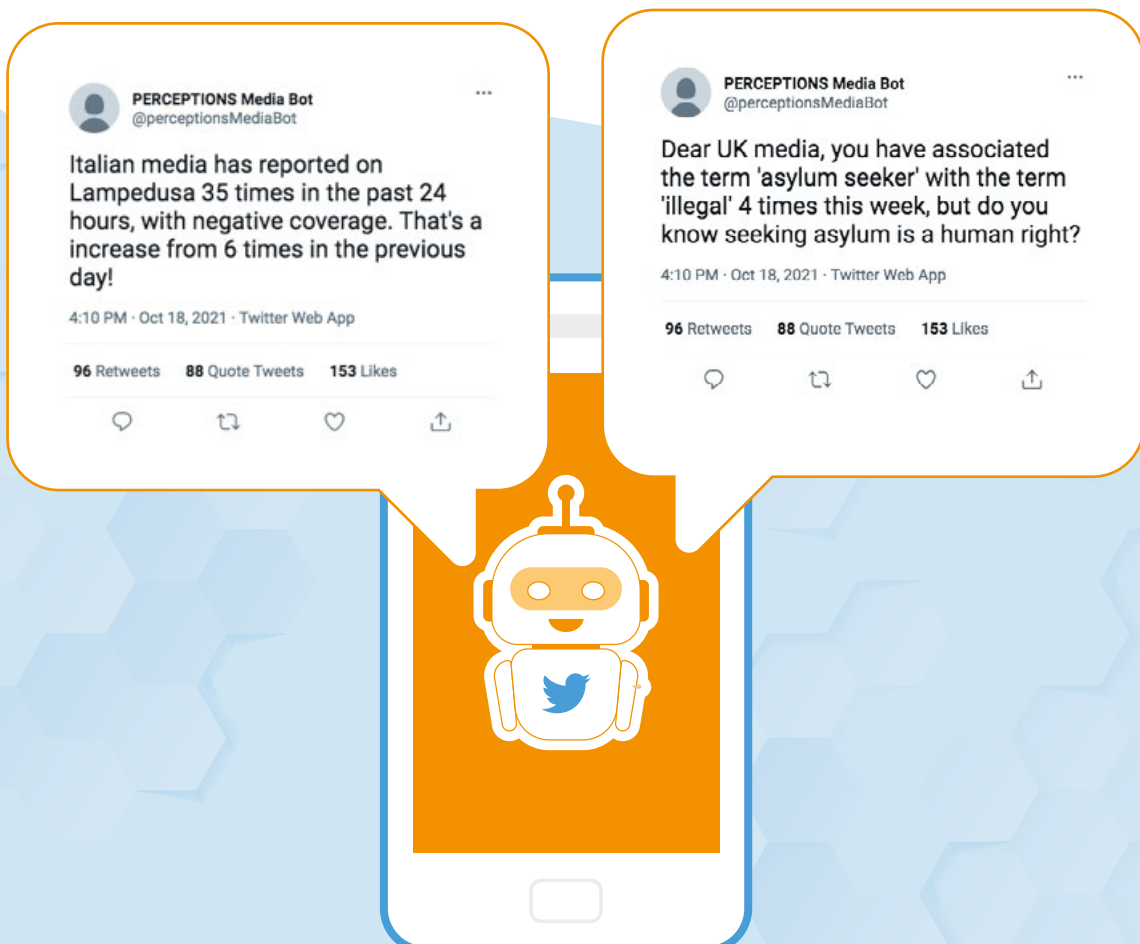 PERCEPTIONS Media Bot
@perceptionsMediaBot
Italian media has reported on
Lampedusa 35 times in the past 24
hours, with negative coverage. That's a
increase from 6 times in the previous
day!
4:10 PM · Oct 18, 2021 · Twitter Web App
96 Retweets 88 Quote Tweets 153 Likes
PERCEPTIONS Media Bot
@perceptionsMediaBot
Dear UK media, you have associated
the term 'asylum seeker' with the term
'illegal' 4 times this week, but do you
know seeking asylum is a human right?
4:10 PM · Oct 18, 2021 · Twitter Web App
96 Retweets 88 Quote Tweets 153 Likes